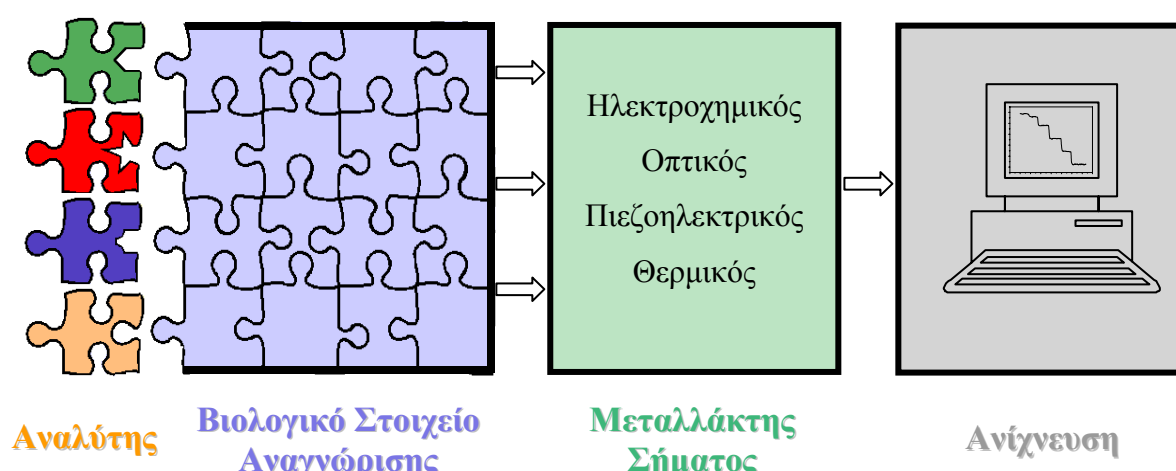 Ηλεκτροχημικός
Οπτικός
Πιεζοηλεκτρικός
Θερμικός
Αναλύτης
Βιολογικό Στοιχείο
Αναγνώρισης
Μεταλλάκτης
Σήματος
Ανίχνευση